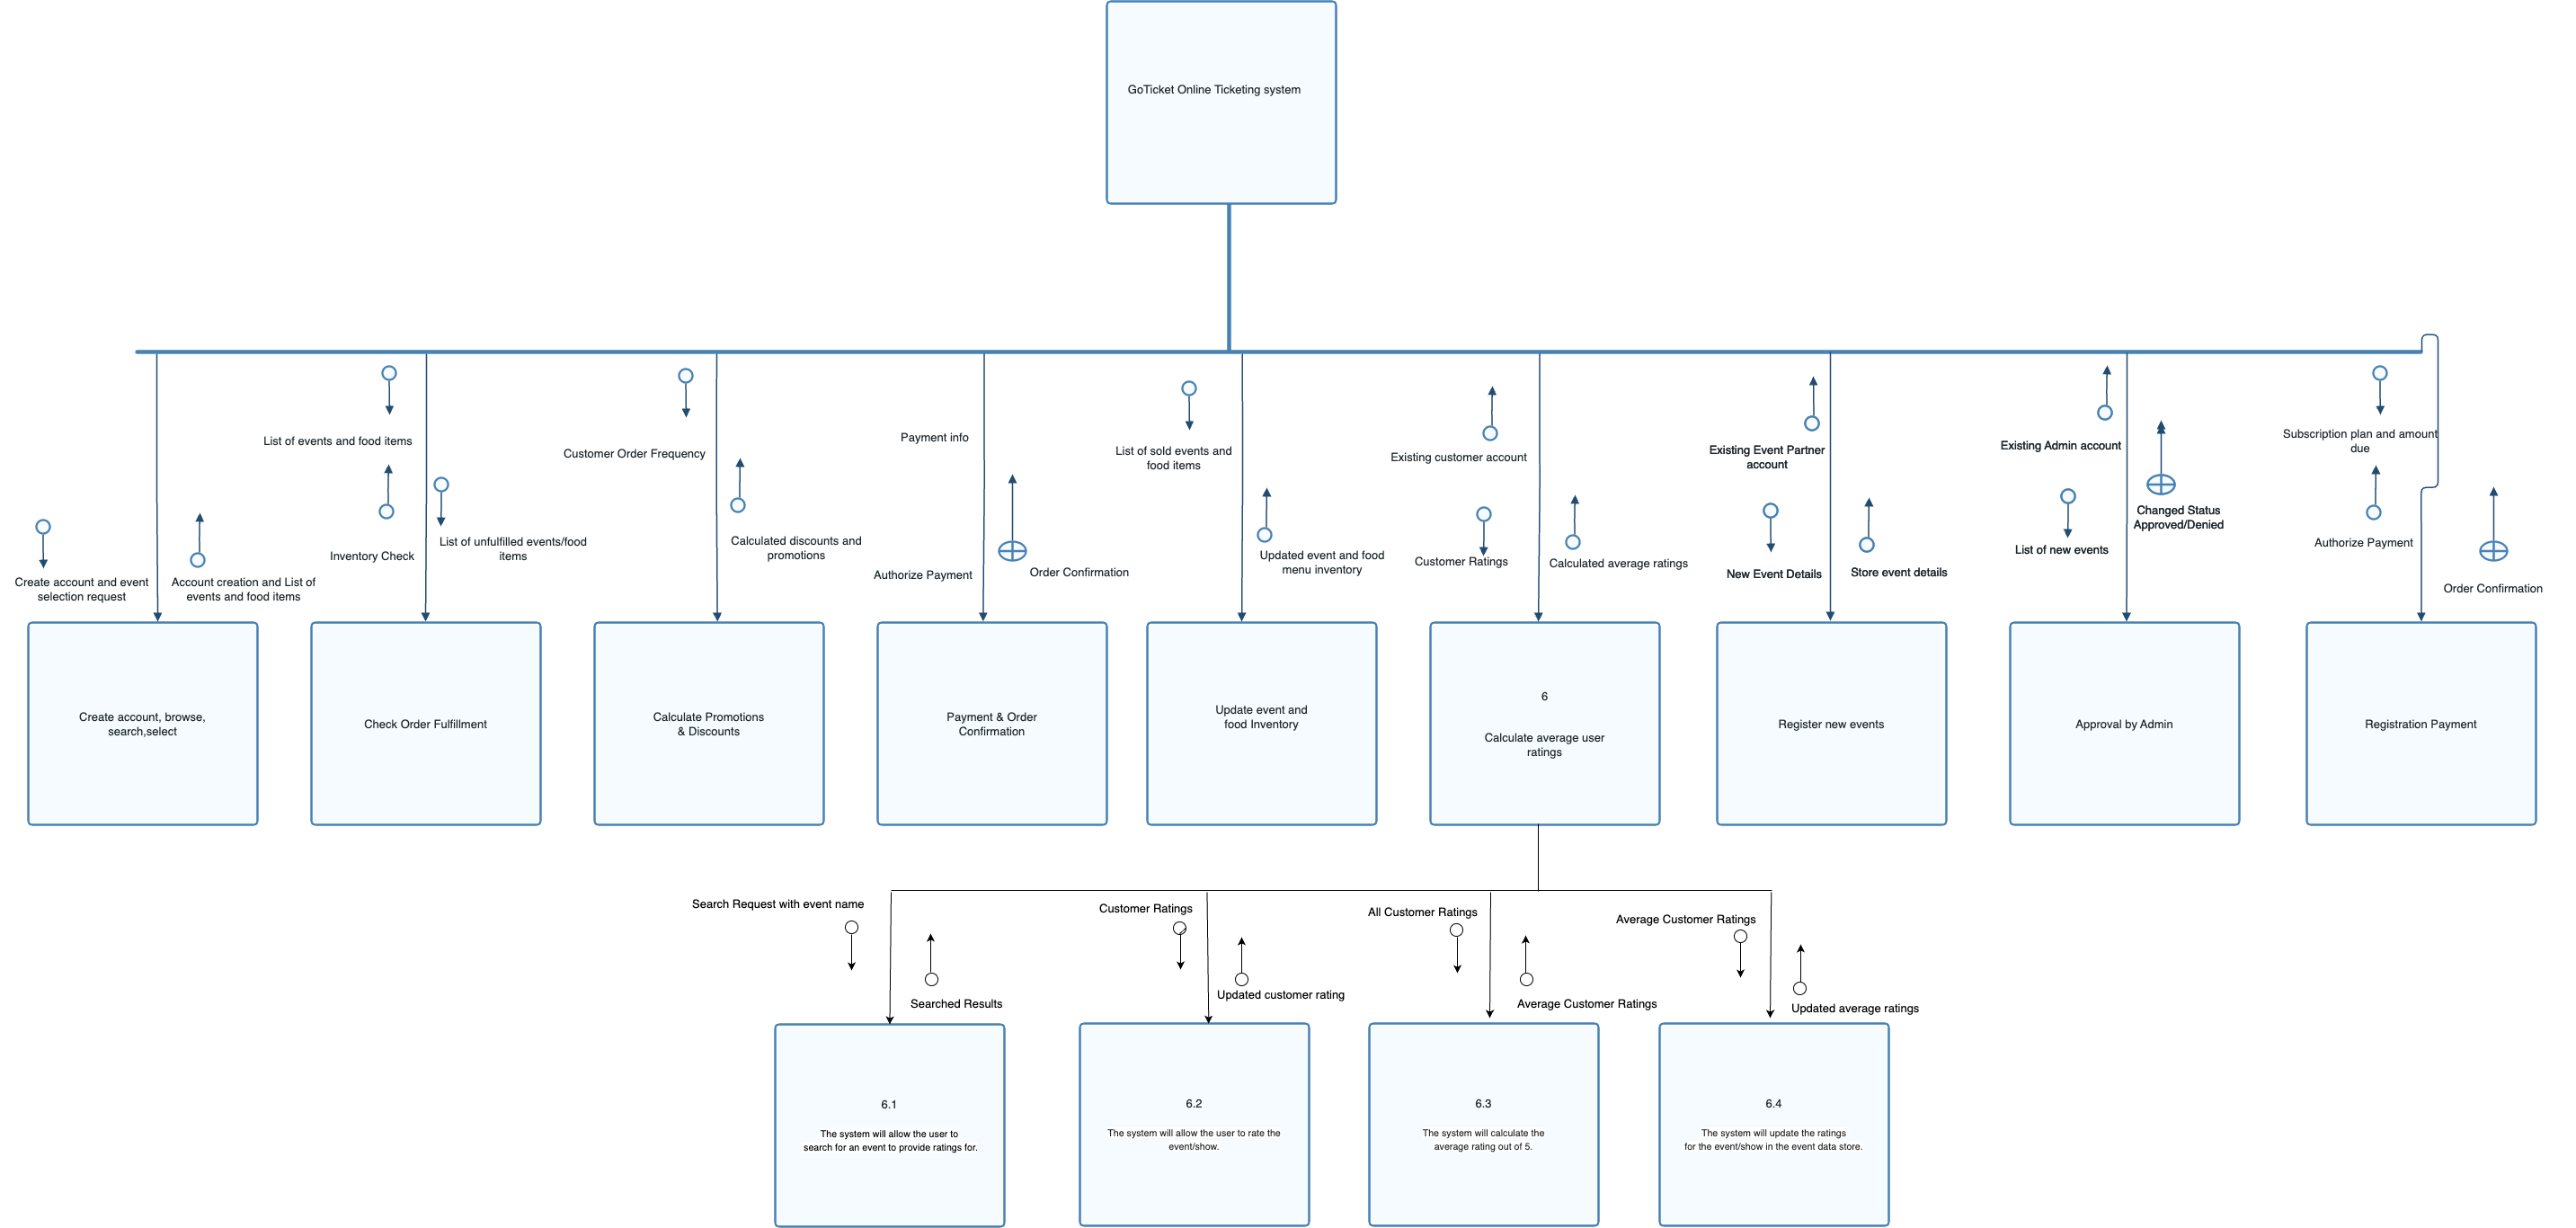 GoTicket Online Ticketing system
Create account and event
selection request
Account creation and List of
events and food items
List of events and food items
Inventory Check
List of unfulfilled events/food
items
Customer Order Frequency
Calculated discounts and
promotions
Payment info
Authorize Payment
Order Confirmation
List of sold events and
food items
Updated event and food
menu inventory
Existing customer account
Customer Ratings
Calculated average ratings
Existing Event Partner
account
New Event Details
Store event details
Existing Admin account
List of new events
Changed Status
Approved/Denied
Subscription plan and amount
due
Authorize Payment
Order Confirmation
Create account, browse,
search,select
Check Order Fulfillment
Calculate Promotions
& Discounts
Payment & Order
Confirmation
Update event and
food Inventory
6
Calculate average user
ratings
Register new events
Approval by Admin
Registration Payment
Search Request with event name
Searched Results
Customer Ratings
Updated customer rating
All Customer Ratings
Average Customer Ratings
Average Customer Ratings
Updated average ratings
6.1
The system will allow the user to
search for an event to provide ratings for.
6.2
The system will allow the user to rate the
event/show.
6.3
The system will calculate the
average rating out of 5.
6.4
The system will update the ratings
for the event/show in the event data store.